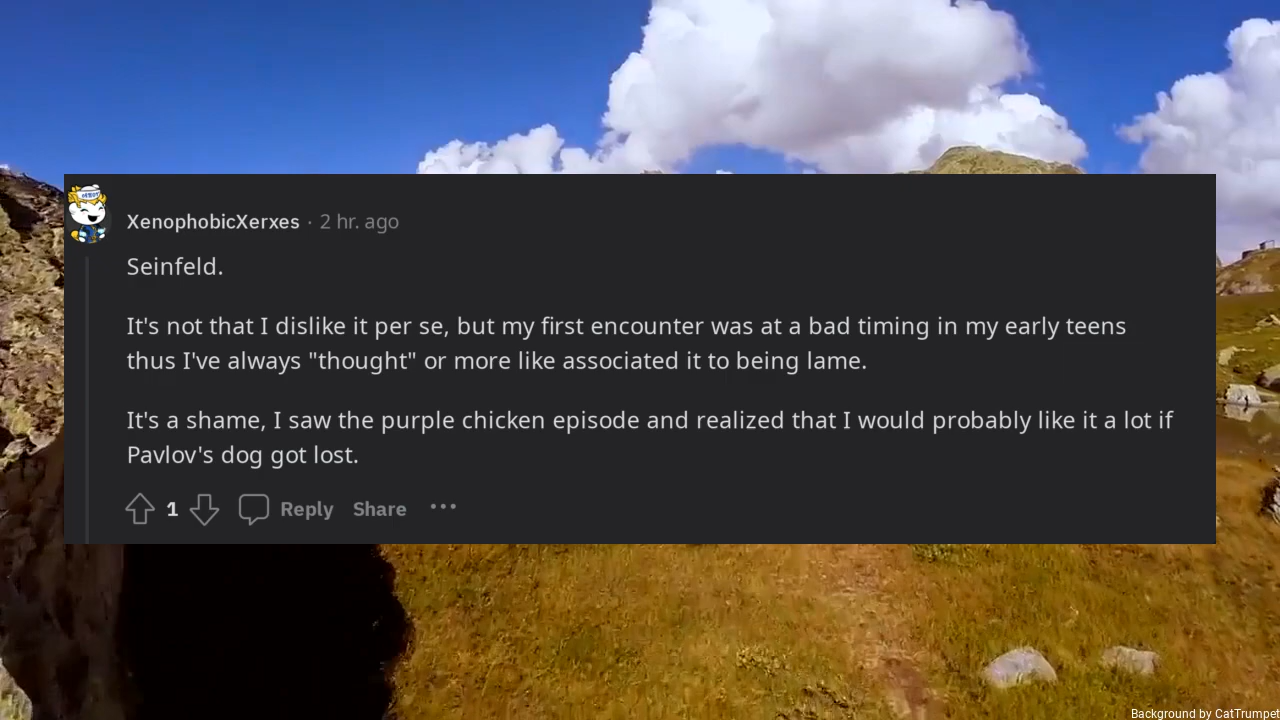 XenophobicXerxes · 2 hr. ago
Seinfeld.
It's not that I dislike it per se, but my first encounter was at a bad timing in my early teens
thus I've always "thought" or more like associated it to being lame.
It's a shame, I saw the purple chicken episode and realized that I would probably like it a lot if
Pavlov's dog got lost.
1 Reply Share •••
Background by CatTrumpet